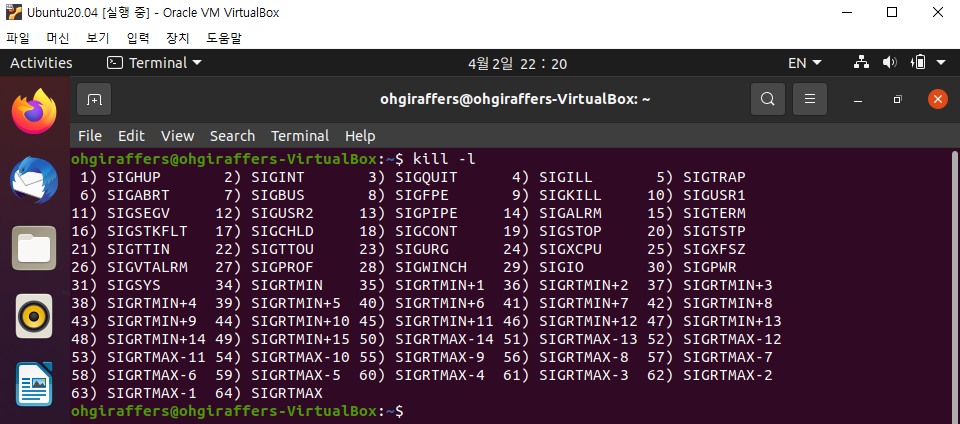 Ubuntu20.04 [실행 중] - Oracle VM VirtualBox
파일 머신 보기 입력 장치 도움말
Activities Terminal 4월 2일 22 : 20 EN
ohgiraffers@ohgiraffers-VirtualBox: ~
File Edit View Search Terminal Help
ohgiraffers@ohgiraffers-VirtualBox:~$ kill -l
1) SIGHUP 2) SIGINT 3) SIGQUIT 4) SIGILL 5) SIGTRAP
6) SIGABRT 7) SIGBUS 8) SIGFPE 9) SIGKILL 10) SIGUSR1
11) SIGSEGV 12) SIGUSR2 13) SIGPIPE 14) SIGALRM 15) SIGTERM
16) SIGSTKFLT 17) SIGCHLD 18) SIGCONT 19) SIGSTOP 20) SIGTSTP
21) SIGTTIN 22) SIGTTOU 23) SIGURG 24) SIGXCPU 25) SIGXFSZ
26) SIGVTALRM 27) SIGPROF 28) SIGWINCH 29) SIGIO 30) SIGPWR
31) SIGSYS 34) SIGRTMIN 35) SIGRTMIN+1 36) SIGRTMIN+2 37) SIGRTMIN+3
38) SIGRTMIN+4 39) SIGRTMIN+5 40) SIGRTMIN+6 41) SIGRTMIN+7 42) SIGRTMIN+8
43) SIGRTMIN+9 44) SIGRTMIN+10 45) SIGRTMIN+11 46) SIGRTMIN+12 47) SIGRTMIN+13
48) SIGRTMIN+14 49) SIGRTMIN+15 50) SIGRTMAX-14 51) SIGRTMAX-13 52) SIGRTMAX-12
53) SIGRTMAX-11 54) SIGRTMAX-10 55) SIGRTMAX-9 56) SIGRTMAX-8 57) SIGRTMAX-7
58) SIGRTMAX-6 59) SIGRTMAX-5 60) SIGRTMAX-4 61) SIGRTMAX-3 62) SIGRTMAX-2
63) SIGRTMAX-1 64) SIGRTMAX
ohgiraffers@ohgiraffers-VirtualBox:~$